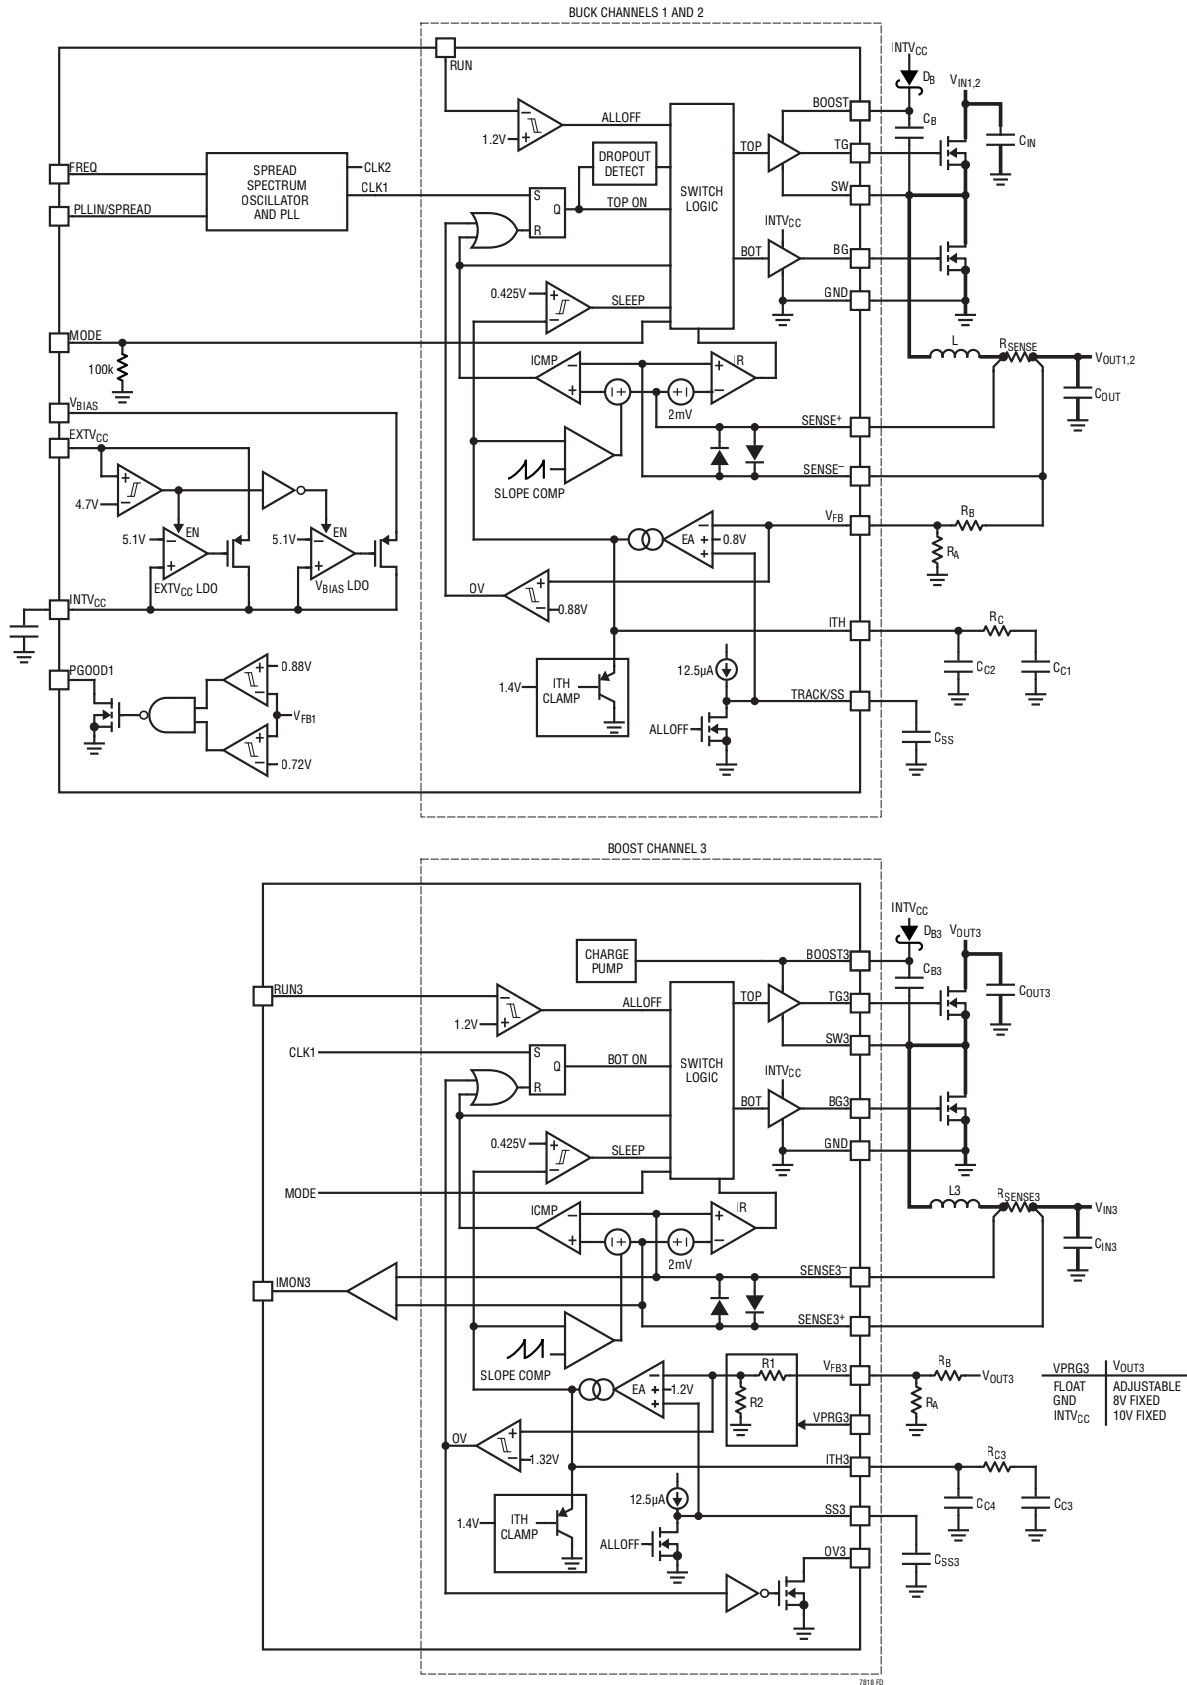 BUCK CHANNELS 1 AND 2
RUN
FREQ
PLLIN/SPREAD
SPREAD
SPECTRUM
OSCILLATOR
AND PLL
CLK2
CLK1
1.2V
ALLOFF
DROPOUT
DETECT
S
Q
R
TOP ON
SWITCH
LOGIC
TOP
BOT
INTVCC
BOOST
TG
SW
BG
GND
INTVCC
DB
CB
VIN1,2
CIN
0.425V
SLEEP
MODE
100k
ICMP
IR
2mV
L
RSENSE
VOUT1,2
COUT
VBIAS
EXTVCC
4.7V
5.1V
EN
5.1V
EN
EXTVCC LDO
VBIAS LDO
SLOPE COMP
SENSE+
SENSE−
VFB
RB
RA
EA
0.8V
OV
0.88V
INTVCC
ITH
RC
CC2
CC1
PGOOD1
0.88V
VFB1
0.72V
1.4V
ITH
CLAMP
12.5µA
ALLOFF
TRACK/SS
CSS
BOOST CHANNEL 3
CHARGE
PUMP
RUN3
1.2V
ALLOFF
CLK1
S
Q
R
BOT ON
SWITCH
LOGIC
TOP
BOT
INTVCC
BOOST3
TG3
SW3
BG3
GND
INTVCC
DB3
CB3
VOUT3
COUT3
0.425V
SLEEP
MODE
ICMP
IR
2mV
L3
RSENSE3
VIN3
CIN3
IMON3
SENSE3−
SENSE3+
SLOPE COMP
EA
1.2V
R1
R2
VFB3
VPRG3
RB
RA
VOUT3
VPRG3 VOUT3
FLOAT ADJUSTABLE
GND 8V FIXED
INTVCC 10V FIXED
OV
1.32V
ITH3
RC3
CC4
CC3
1.4V
ITH
CLAMP
12.5µA
ALLOFF
SS3
CSS3
OV3
7818 FD